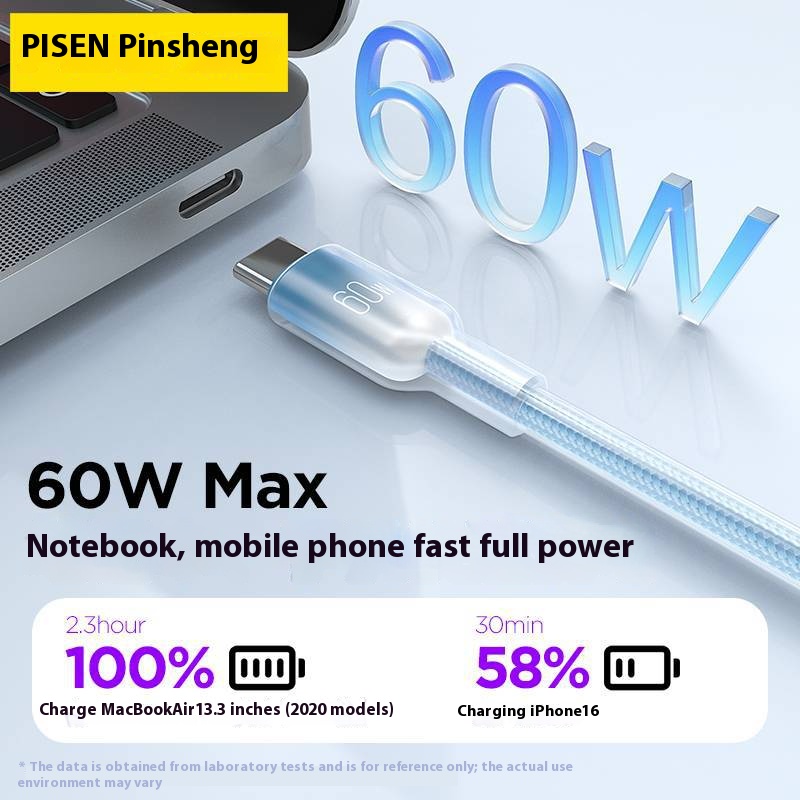 PISEN Pinsheng
60W
60W
60W Max
Notebook, mobile phone fast full power
2.3hour
100%
Charge MacBookAir13.3 inches (2020 models)
30min
58%
Charging iPhone16
* The data is obtained from laboratory tests and is for reference only; the actual use
environment may vary